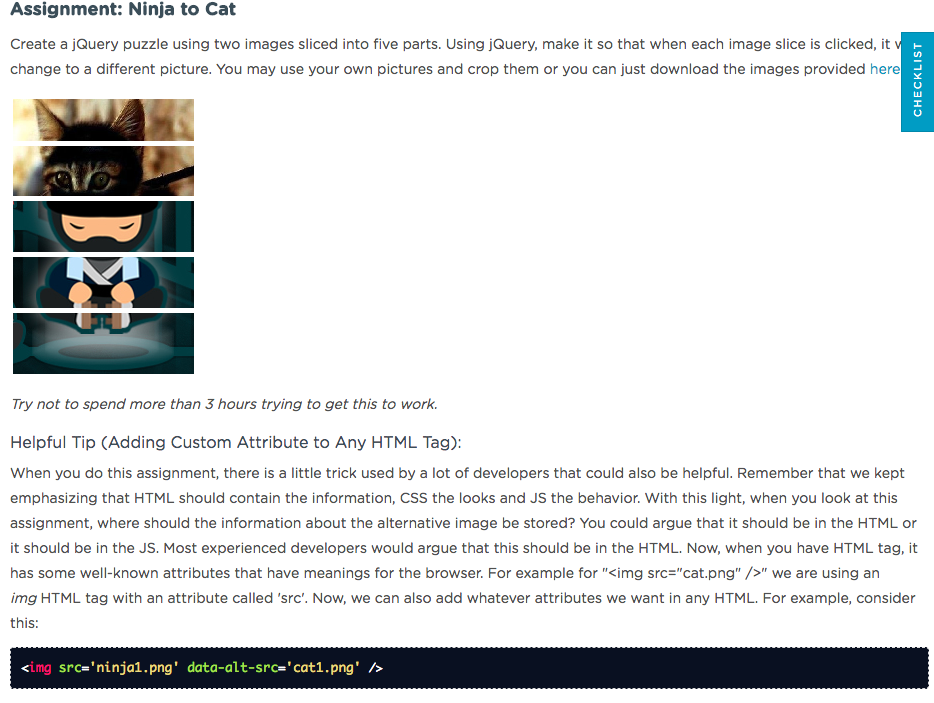 Assignment: Ninja to Cat
Create a jQuery puzzle using two images sliced into five parts. Using jQuery, make it so that when each image slice is clicked, it
change to a different picture. You may use your own pictures and crop them or you can just download the images provided here
CHECKLIST
Try not to spend more than 3 hours trying to get this to work.
Helpful Tip (Adding Custom Attribute to Any HTML Tag):
When you do this assignment, there is a little trick used by a lot of developers that could also be helpful. Remember that we kept
emphasizing that HTML should contain the information, CSS the looks and JS the behavior. With this light, when you look at this
assignment, where should the information about the alternative image be stored? You could argue that it should be in the HTML or
it should be in the JS. Most experienced developers would argue that this should be in the HTML. Now, when you have HTML tag, it
has some well-known attributes that have meanings for the browser. For example for "<img src="cat.png" />" we are using an
img HTML tag with an attribute called 'src'. Now, we can also add whatever attributes we want in any HTML. For example, consider
this:
<img src='ninja1.png' data-alt-src='cat1.png' />